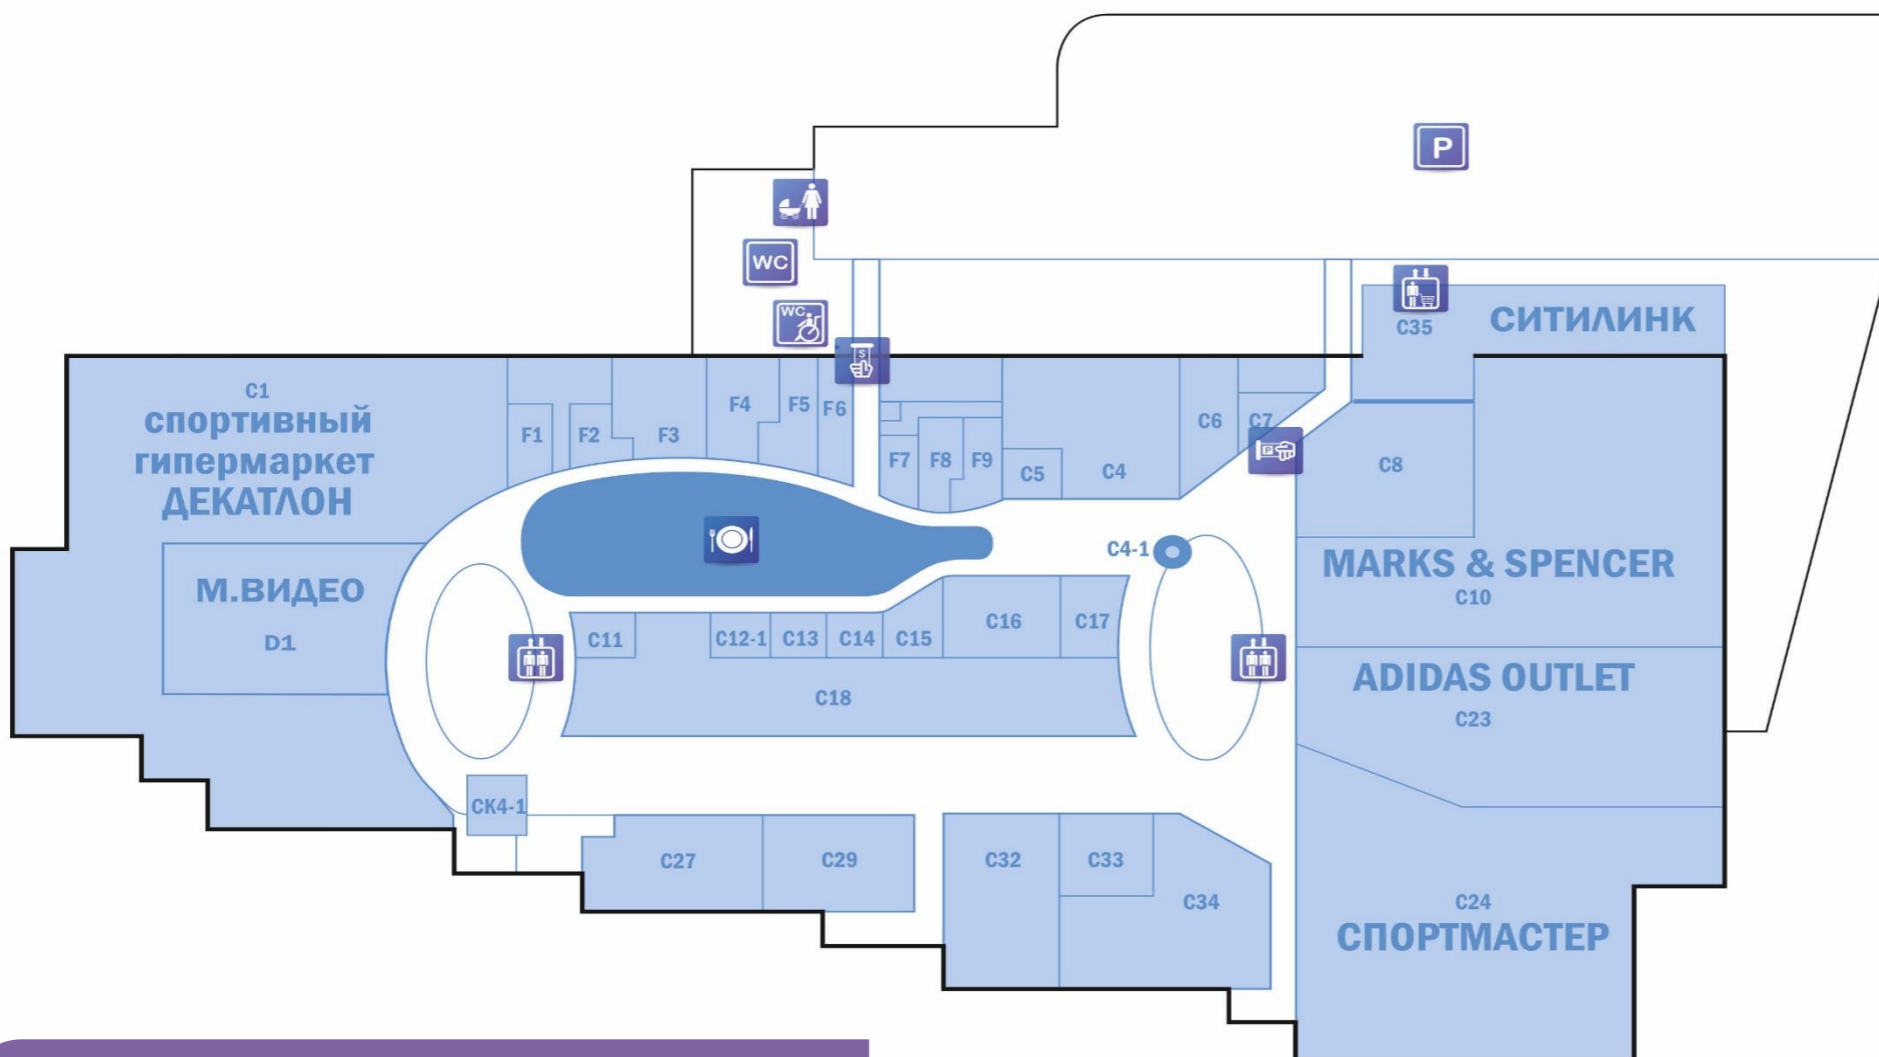 P
WC
WC
S
C35
СИТИЛИНК
C1
спортивный
гипермаркет
ДЕКАТЛОН
F1
F2
F3
F4
F5
F6
F7
F8
F9
C5
C4
C6
C7
P
C8
C4-1
М.ВИДЕО
D1
MARKS & SPENCER
C10
C11
C12-1
C13
C14
C15
C16
C17
C18
ADIDAS OUTLET
C23
СК4-1
C27
C29
C32
C33
C34
C24
СПОРТМАСТЕР